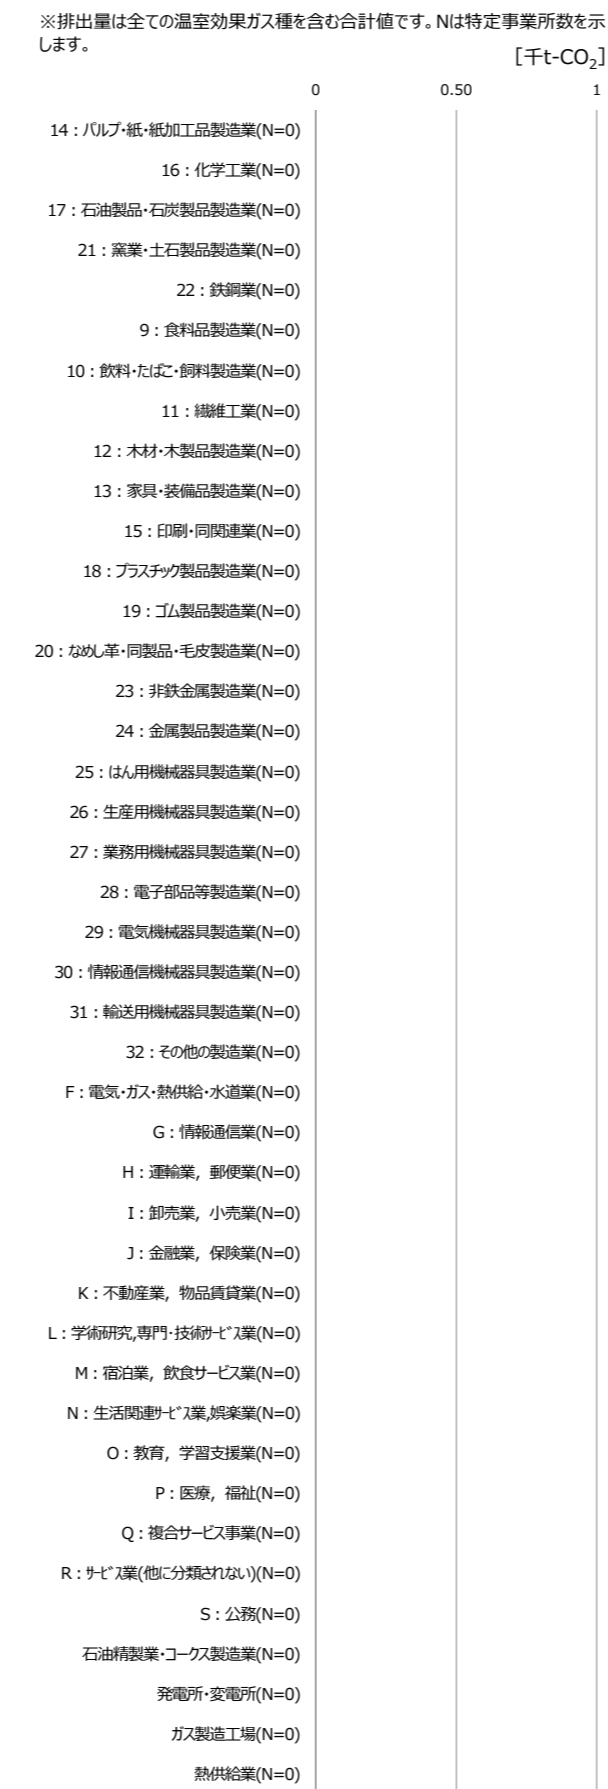 ※排出量は全ての温室効果ガス種を含む合計値です。Nは特定事業所数を示
します。
[千t-CO₂]
0 0.50 1
14：パルプ・紙・紙加工品製造業(N=0)
16：化学工業(N=0)
17：石油製品・石炭製品製造業(N=0)
21：窯業・土石製品製造業(N=0)
22：鉄鋼業(N=0)
9：食料品製造業(N=0)
10：飲料・たばこ・飼料製造業(N=0)
11：繊維工業(N=0)
12：木材・木製品製造業(N=0)
13：家具・装備品製造業(N=0)
15：印刷・同関連業(N=0)
18：プラスチック製品製造業(N=0)
19：ゴム製品製造業(N=0)
20：なめし革・同製品・毛皮製造業(N=0)
23：非鉄金属製造業(N=0)
24：金属製品製造業(N=0)
25：はん用機械器具製造業(N=0)
26：生産用機械器具製造業(N=0)
27：業務用機械器具製造業(N=0)
28：電子部品等製造業(N=0)
29：電気機械器具製造業(N=0)
30：情報通信機械器具製造業(N=0)
31：輸送用機械器具製造業(N=0)
32：その他の製造業(N=0)
F：電気・ガス・熱供給・水道業(N=0)
G：情報通信業(N=0)
H：運輸業，郵便業(N=0)
I：卸売業，小売業(N=0)
J：金融業，保険業(N=0)
K：不動産業，物品賃貸業(N=0)
L：学術研究,専門・技術ｻｰﾋﾞｽ業(N=0)
M：宿泊業，飲食サービス業(N=0)
N：生活関連ｻｰﾋﾞｽ業,娯楽業(N=0)
O：教育，学習支援業(N=0)
P：医療，福祉(N=0)
Q：複合サービス事業(N=0)
R：ｻｰﾋﾞｽ業(他に分類されない)(N=0)
S：公務(N=0)
石油精製業・コークス製造業(N=0)
発電所・変電所(N=0)
ガス製造工場(N=0)
熱供給業(N=0)